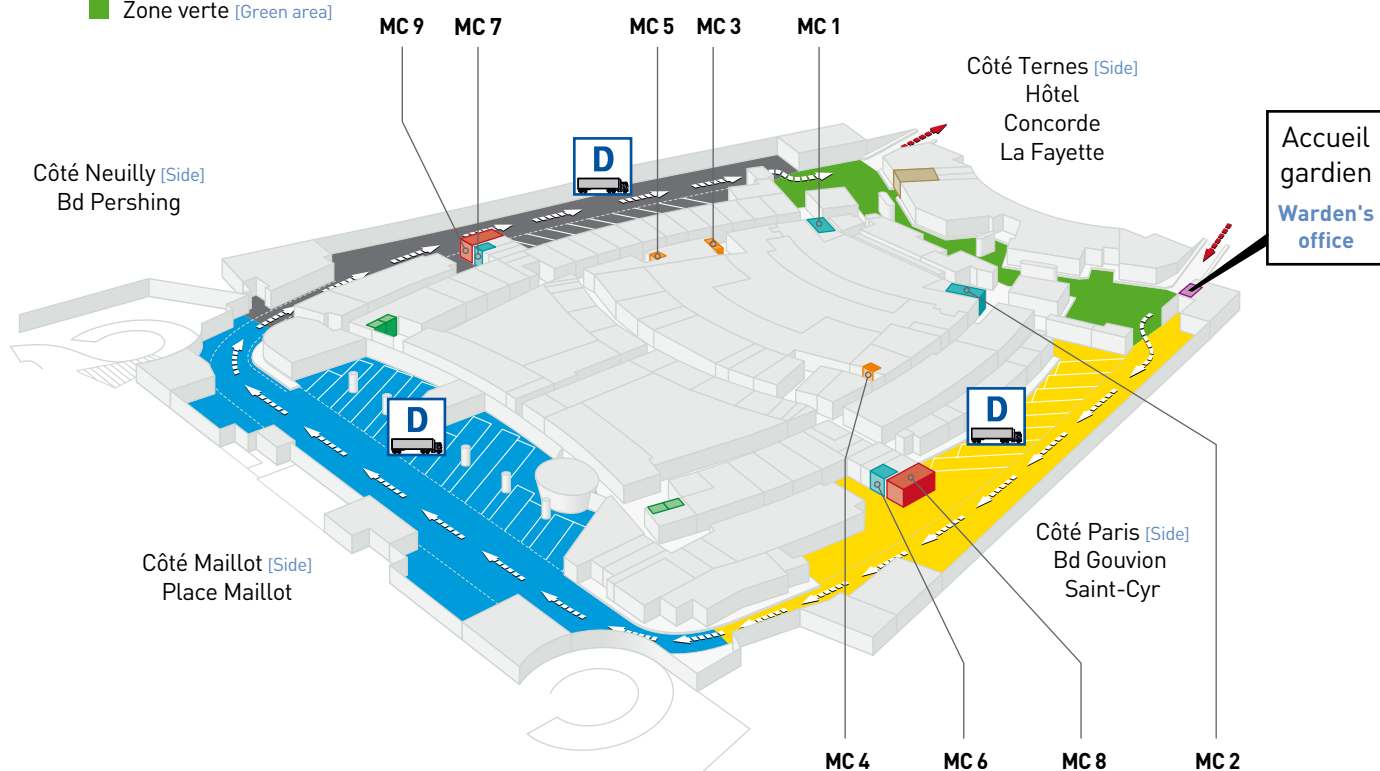 Zone verte [Green area]
MC 9
MC 7
MC 5
MC 3
MC 1
Côté Ternes [Side]
Hôtel
Concorde
La Fayette
Accueil
gardien
Warden's
office
Côté Neuilly [Side]
Bd Pershing
D
D
D
Côté Maillot [Side]
Place Maillot
Côté Paris [Side]
Bd Gouvion
Saint-Cyr
MC 4
MC 6
MC 8
MC 2